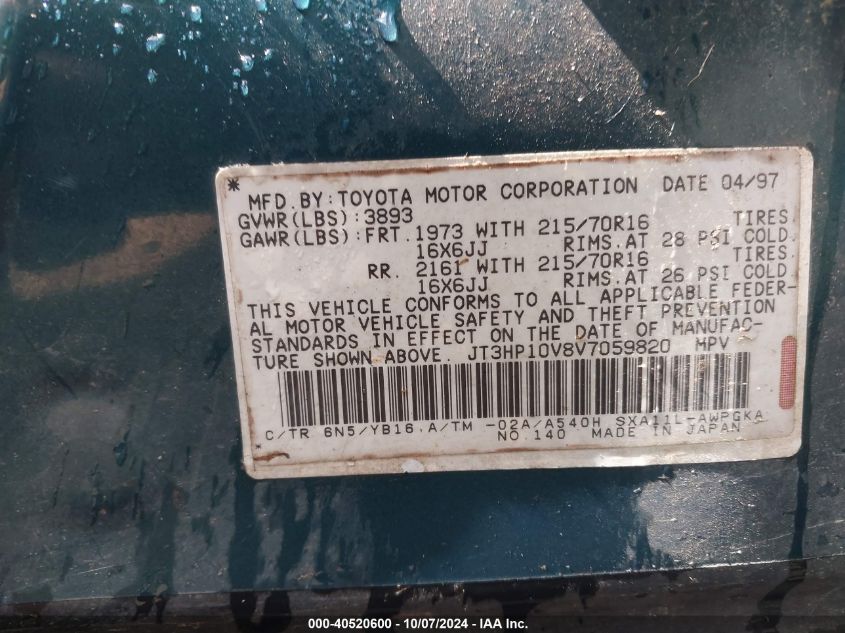 * MFD. BY: TOYOTA MOTOR CORPORATION DATE 04/97
GVWR(LBS): 3893
GAWR(LBS): FRT. 1973 WITH 215/70R16 TIRES.
16X6JJ RIMS. AT 28 PSI COLD.
RR. 2161 WITH 215/70R16 TIRES.
16X6JJ RIMS. AT 26 PSI COLD
THIS VEHICLE CONFORMS TO ALL APPLICABLE FEDER-
AL MOTOR VEHICLE SAFETY AND THEFT PREVENTION
STANDARDS IN EFFECT ON THE DATE OF MANUFAC-
TURE SHOWN ABOVE. JT3HP10V8V7059820 MPV
C/TR 6N5/YB16. A/TM -02A/A540H SXA11L-AWPGKA
* NO. 140 MADE IN JAPAN
000-40520600 - 10/07/2024 - IAA, Inc.